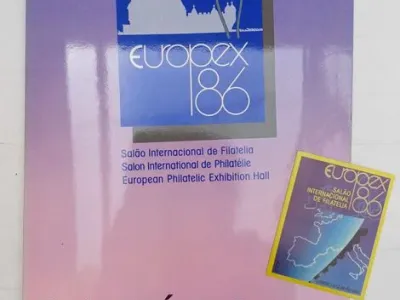 EUROPEX
86
Salão Internacional de Filatelia
Salon International de Philatélie
European Philatelic Exhibition Hall
EUROPEX
86
SALÃO
INTERNACIONAL
DE FILATELIA